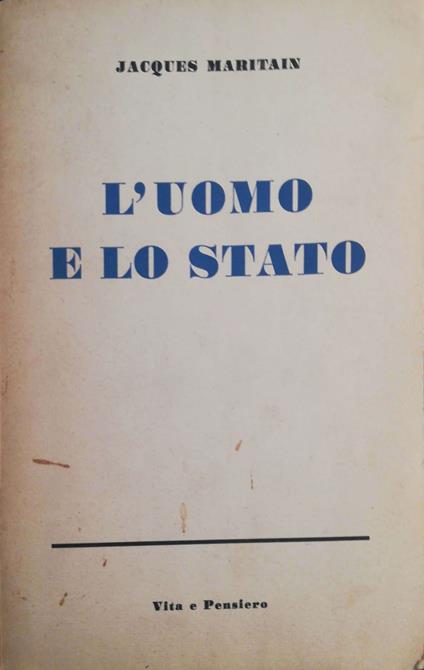 JACQUES MARITAIN
L'UOMO
E LO STATO
Vita e Pensiero